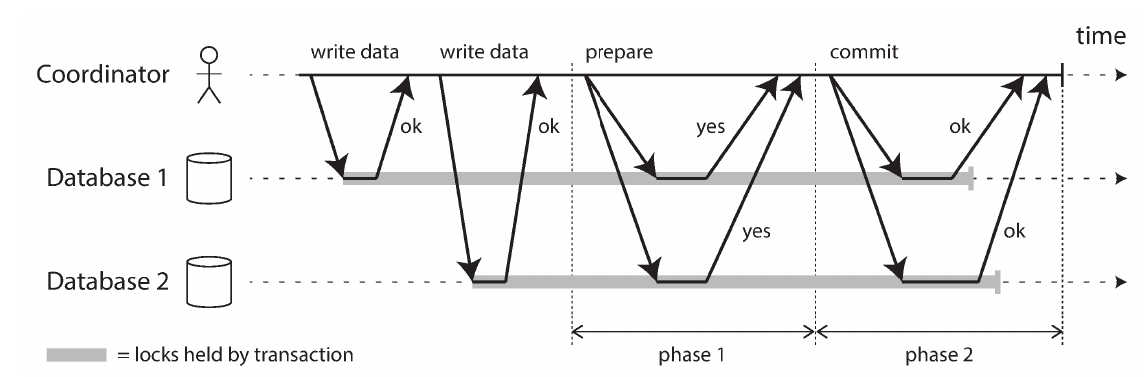 time
write data
write data
prepare
commit
Coordinator
ok
ok
yes
ok
Database 1
yes
ok
Database 2
= locks held by transaction
phase 1
phase 2